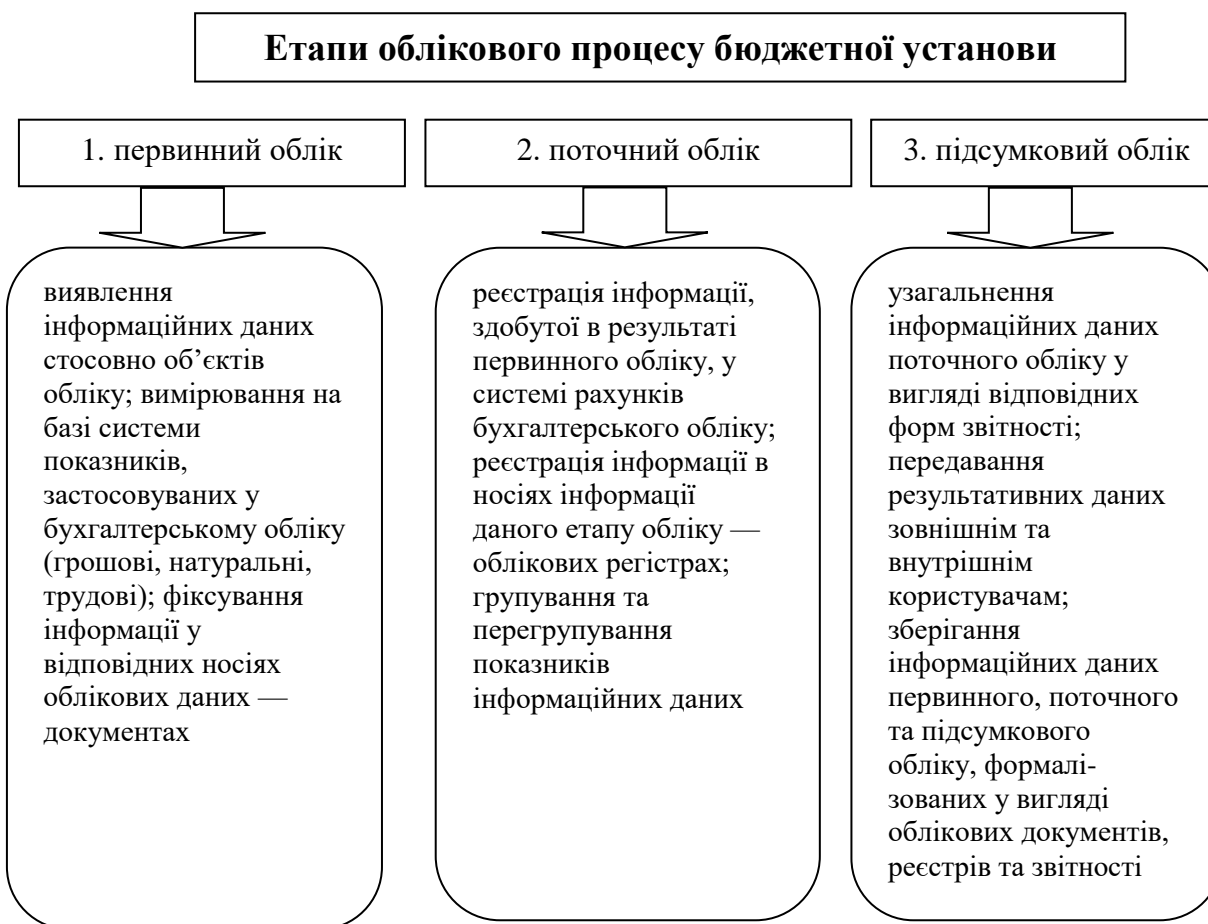 Етапи облікового процесу бюджетної установи
1. первинний облік
виявлення
інформаційних даних
стосовно об’єктів
обліку; вимірювання на
базі системи
показників,
застосовуваних у
бухгалтерському обліку
(грошові, натуральні,
трудові); фіксування
інформації у
відповідних носіях
облікових даних —
документах
2. поточний облік
реєстрація інформації,
здобутої в результаті
первинного обліку, у
системі рахунків
бухгалтерського обліку;
реєстрація інформації в
носіях інформації
даного етапу обліку —
облікових регістрах;
групування та
перегрупування
показників
інформаційних даних
3. підсумковий облік
узагальнення
інформаційних даних
поточного обліку у
вигляді відповідних
форм звітності;
передавання
результативних даних
зовнішнім та
внутрішнім
користувачам;
зберігання
інформаційних даних
первинного, поточного
та підсумкового
обліку, формалі-
зованих у вигляді
облікових документів,
реєстрів та звітності